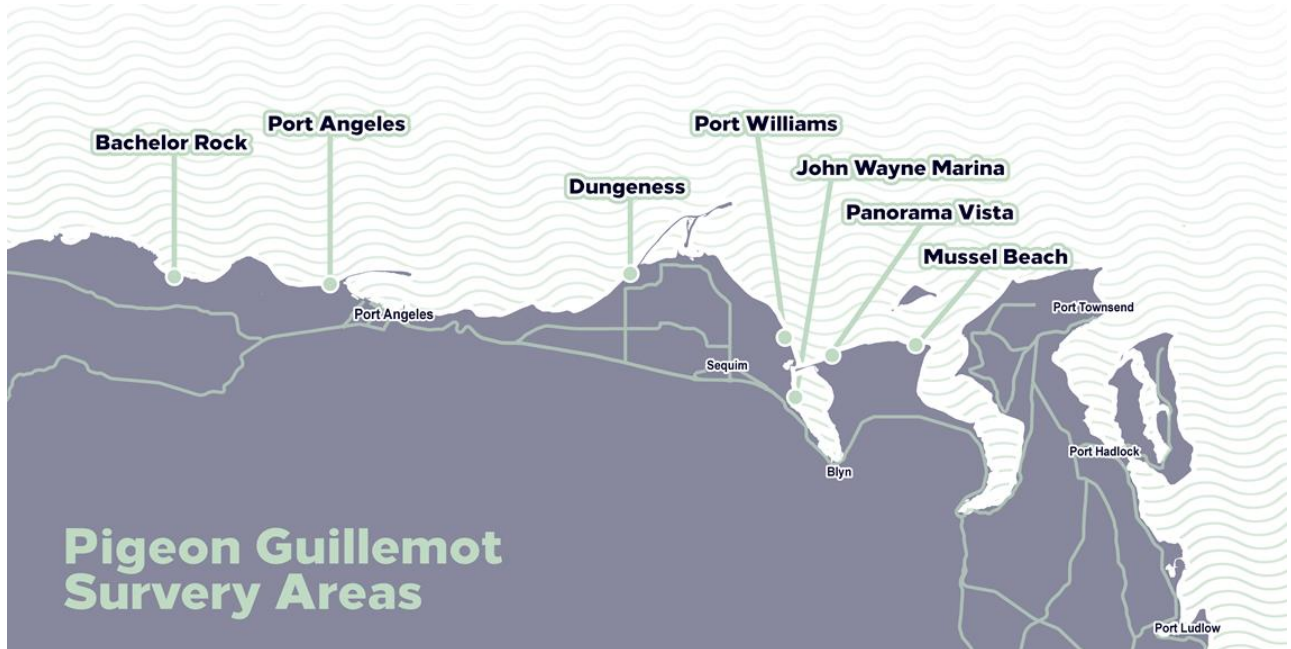 Port Angeles
Bachelor Rock
Port Williams
John Wayne Marina
Dungeness
Panorama Vista
Mussel Beach
Port Angeles
Port Townsend
Sequim
Port Hadlock
Blyn
Pigeon Guillemot
Survery Areas
Port Ludlow